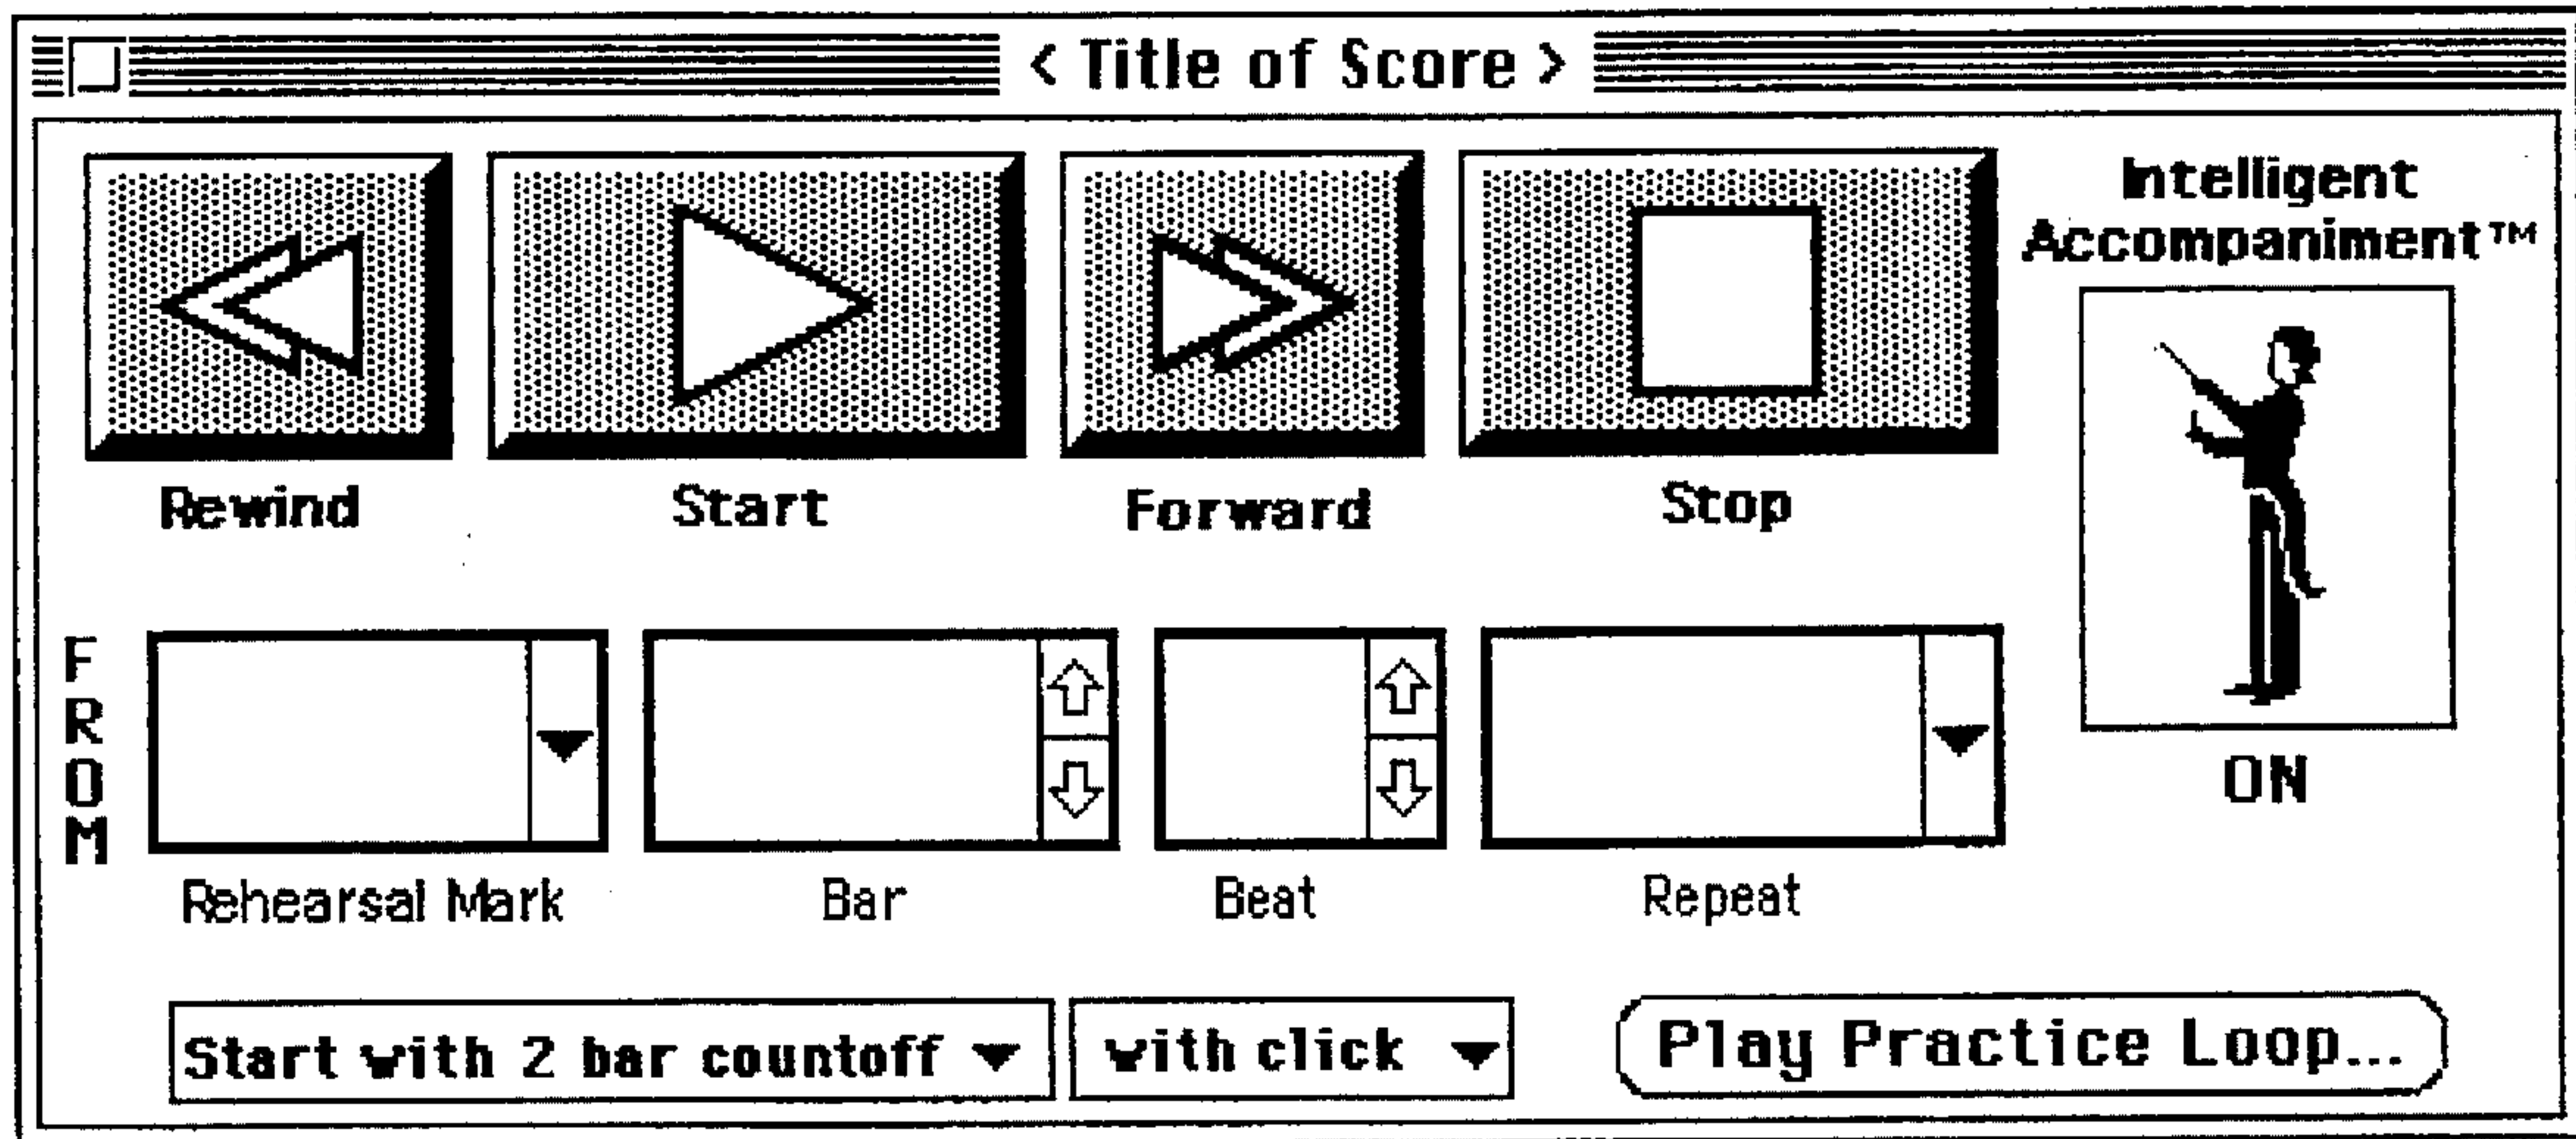 < Title of Score >
Intelligent
Accompaniment™
Rewind
Start
Forward
Stop
ON
FROM
Rehearsal Mark
Bar
Beat
Repeat
Start with 2 bar countoff
with click
Play Practice Loop...